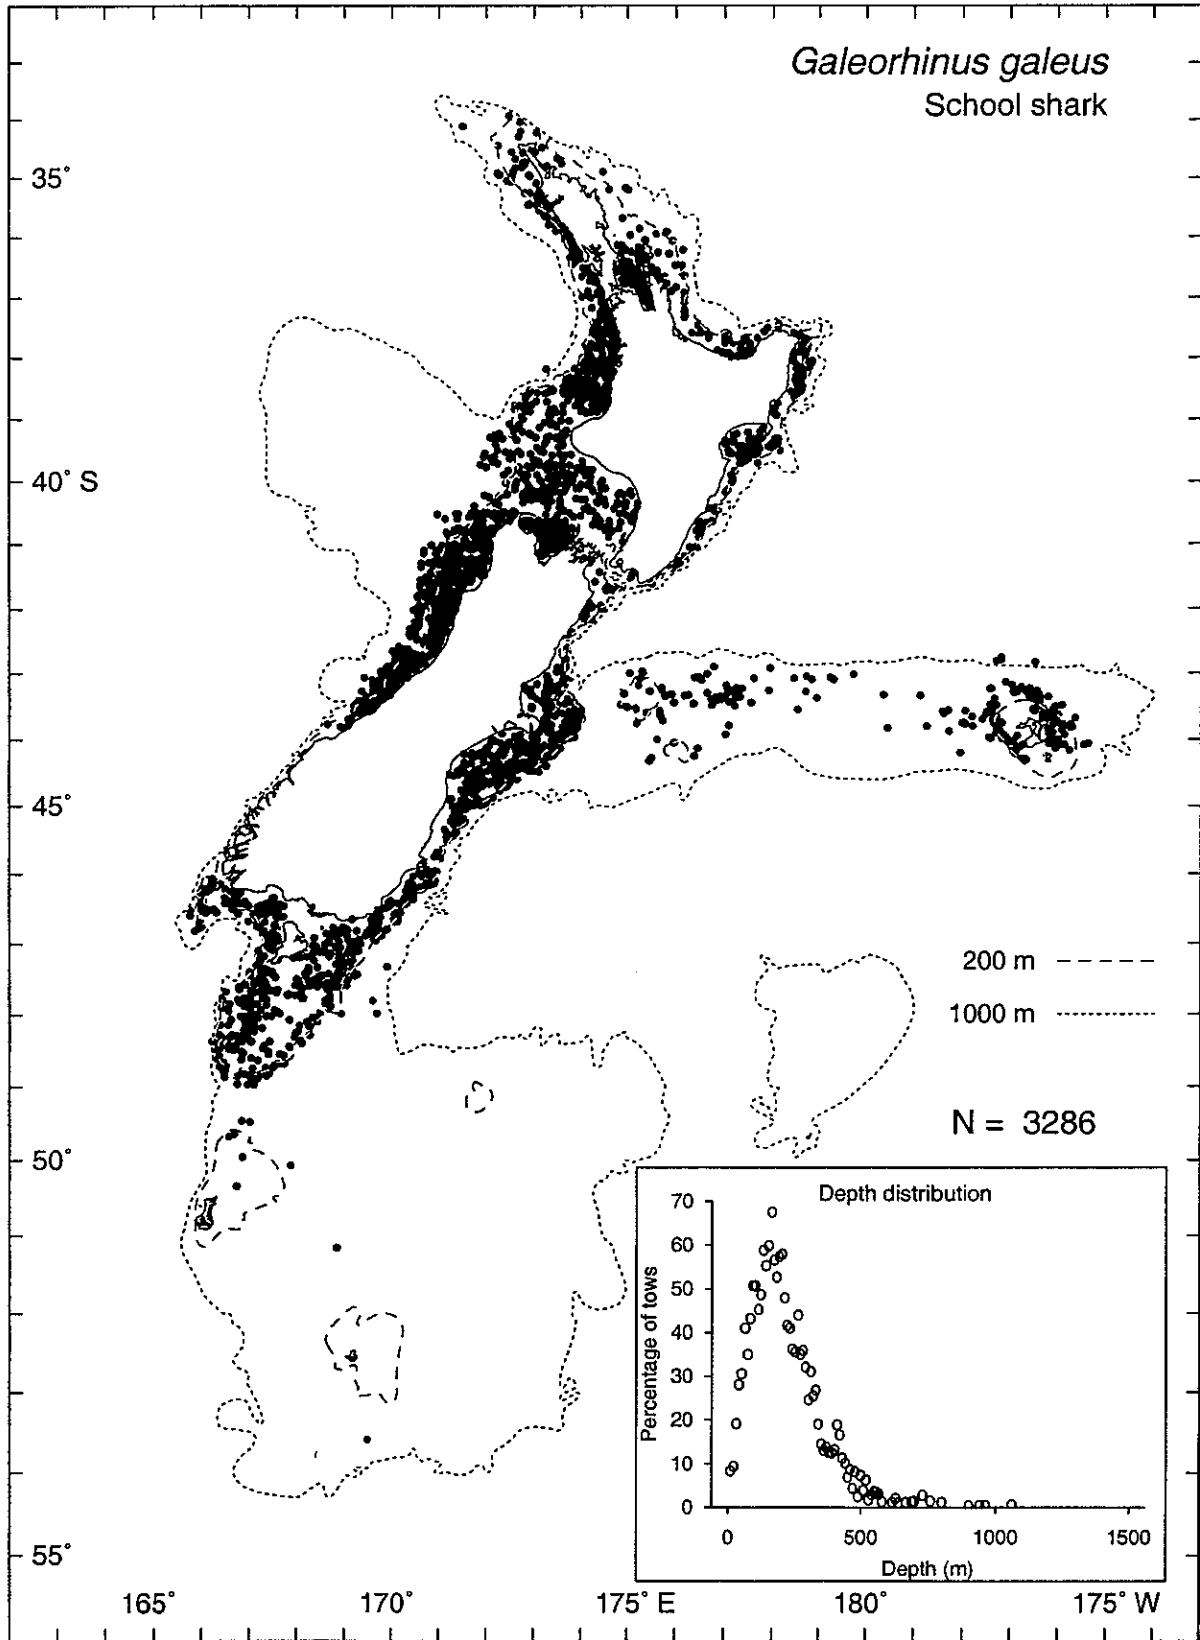 Galeorhinus galeus
School shark
35°
40° S
45°
200 m
1000 m
N = 3286
50°
Depth distribution
70
60
50
40
30
20
10
0
Percentage of tows
0 500 1000 1500
Depth (m)
55°
165° 170° 175° E 180° 175° W